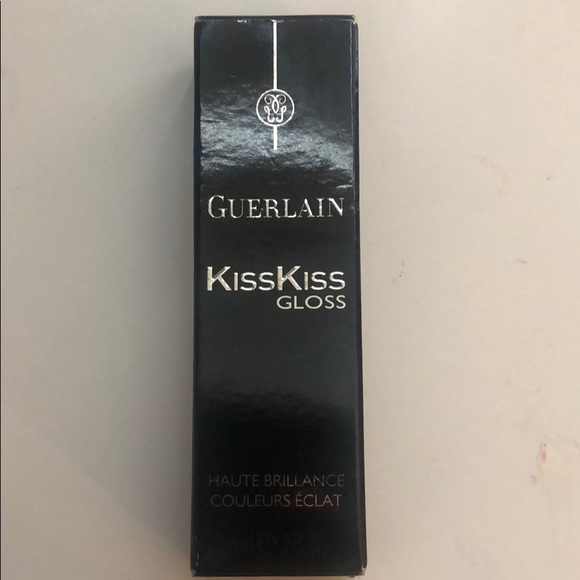 GUERLAIN
KISSKISS
GLOSS
HAUTE BRILLANCE
COULEURS ÉCLAT